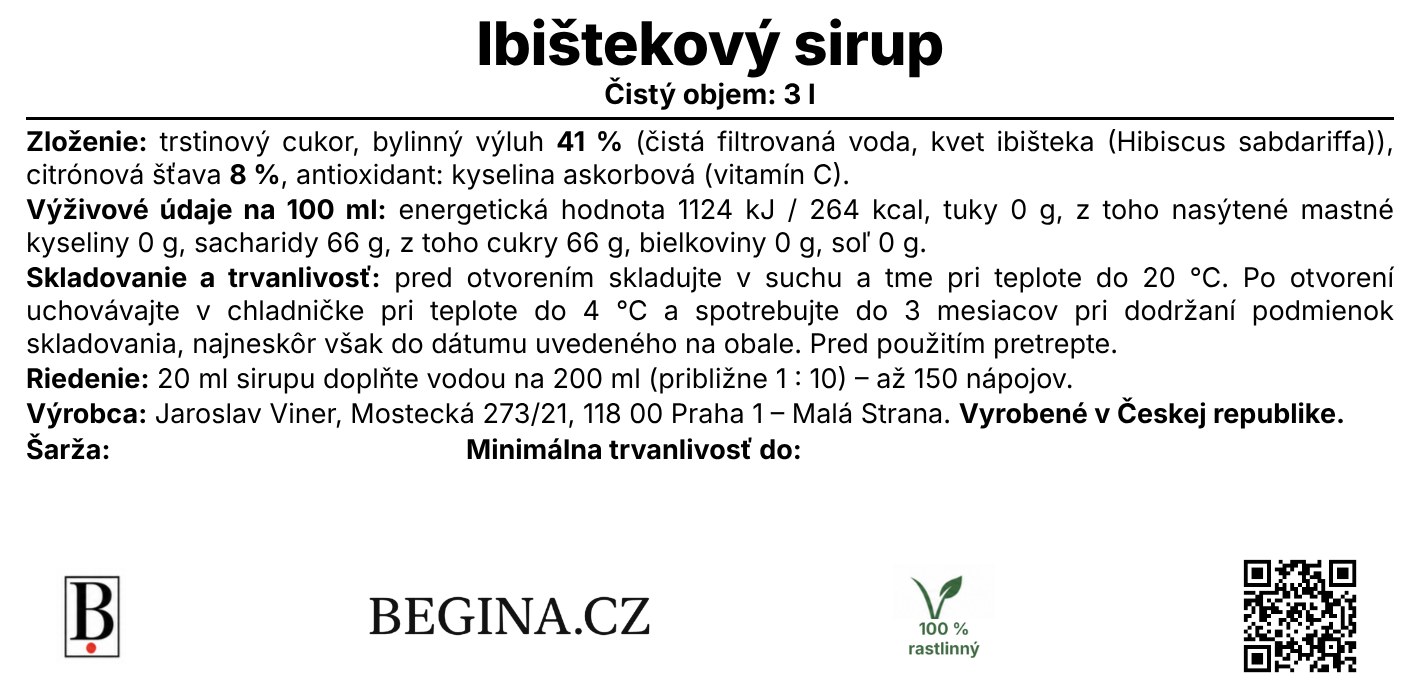 Ibištekový sirup
Čistý objem: 3 l
Zloženie: trstinový cukor, bylinný výluh 41 % (čistá filtrovaná voda, kvet ibišteka (Hibiscus sabdariffa)),
citrónová šťava 8 %, antioxidant: kyselina askorbová (vitamín C).
Výživové údaje na 100 ml: energetická hodnota 1124 kJ / 264 kcal, tuky 0 g, z toho nasýtené mastné
kyseliny 0 g, sacharidy 66 g, z toho cukry 66 g, bielkoviny 0 g, soľ 0 g.
Skladovanie a trvanlivosť: pred otvorením skladujte v suchu a tme pri teplote do 20 °C. Po otvorení
uchovávajte v chladničke pri teplote do 4 °C a spotrebujte do 3 mesiacov pri dodržaní podmienok
skladovania, najneskôr však do dátumu uvedeného na obale. Pred použitím pretrepte.
Riedenie: 20 ml sirupu doplňte vodou na 200 ml (približne 1 : 10) – až 150 nápojov.
Výrobca: Jaroslav Viner, Mostecká 273/21, 118 00 Praha 1 – Malá Strana. Vyrobené v Českej republike.
Šarža: Minimálna trvanlivosť do:
B
BEGINA.CZ
100 %
rastlinný